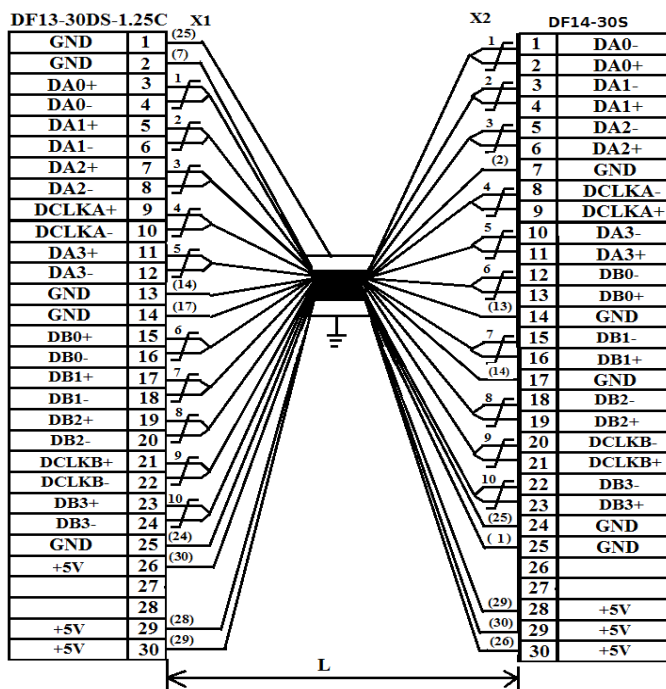 DF13-30DS-1.25C X1
GND 1 (25)
GND 2 (7)
DA0+ 3 1
DA0- 4
DA1+ 5 2
DA1- 6
DA2+ 7 3
DA2- 8
DCLKA+ 9 4
DCLKA- 10
DA3+ 11 5
DA3- 12
GND 13 (14)
GND 14 (17)
DB0+ 15 6
DB0- 16
DB1+ 17 7
DB1- 18
DB2+ 19 8
DB2- 20
DCLKB+ 21 9
DCLKB- 22
DB3+ 23 10
DB3- 24
GND 25 (24)
+5V 26 (30)
27
28
+5V 29 (28)
+5V 30 (29)
X2 DF14-30S
1 1 DA0-
2 DA0+
2 3 DA1-
4 DA1+
3 5 DA2-
6 DA2+
(2) 7 GND
4 8 DCLKA-
9 DCLKA+
5 10 DA3-
11 DA3+
6 12 DB0-
13 DB0+
(13) 14 GND
7 15 DB1-
16 DB1+
(14) 17 GND
8 18 DB2-
19 DB2+
9 20 DCLKB-
21 DCLKB+
10 22 DB3-
23 DB3+
(25) 24 GND
( 1 ) 25 GND
26
27
(29) 28 +5V
(30) 29 +5V
(26) 30 +5V
L